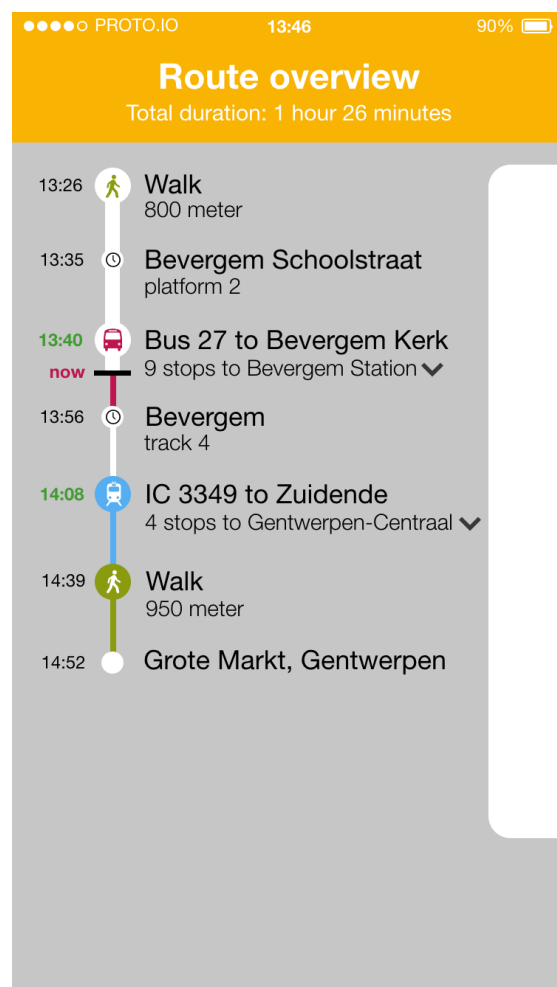 PROTO.IO 13:46 90%
Route overview
Total duration: 1 hour 26 minutes
13:26 Walk
800 meter
13:35 Bevergem Schoolstraat
platform 2
13:40 Bus 27 to Bevergem Kerk
now 9 stops to Bevergem Station
13:56 Bevergem
track 4
14:08 IC 3349 to Zuidende
4 stops to Gentwerpen-Centraal
14:39 Walk
950 meter
14:52 Grote Markt, Gentwerpen